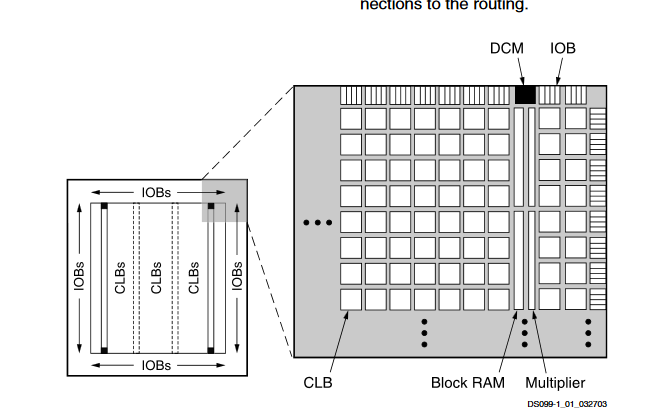 nections to the routing.
DCM IOB
IOBs
IOBs CLBs CLBs CLBs IOBs
IOBs
CLB Block RAM Multiplier
DS099-1_01_032703